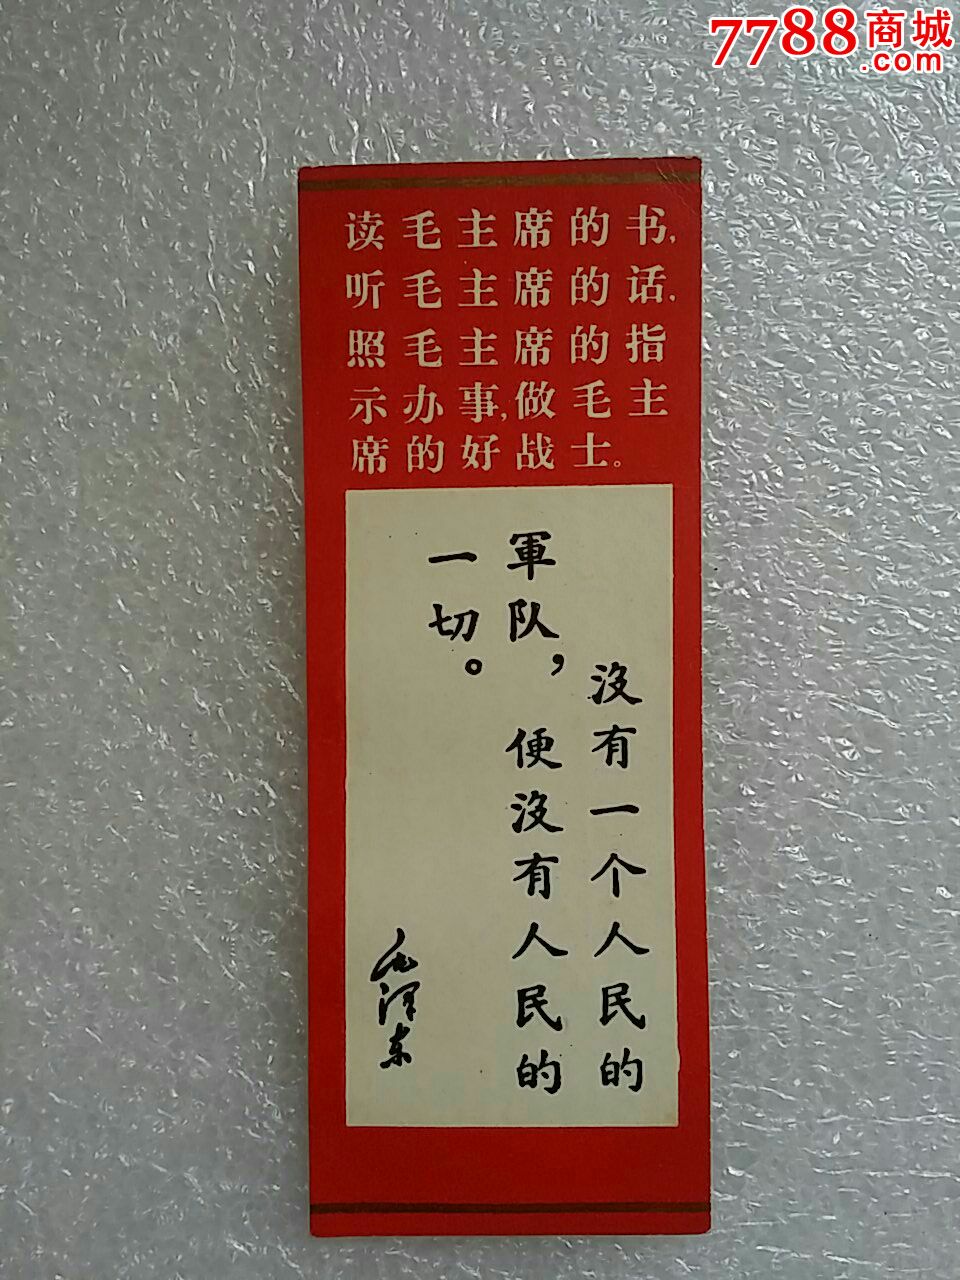 7788商城
.com
读毛主席的书,
听毛主席的话,
照毛主席的指
示办事,做毛主
席的好战士。
沒有一个人民的
軍队，便沒有人民的
一切。
毛泽东